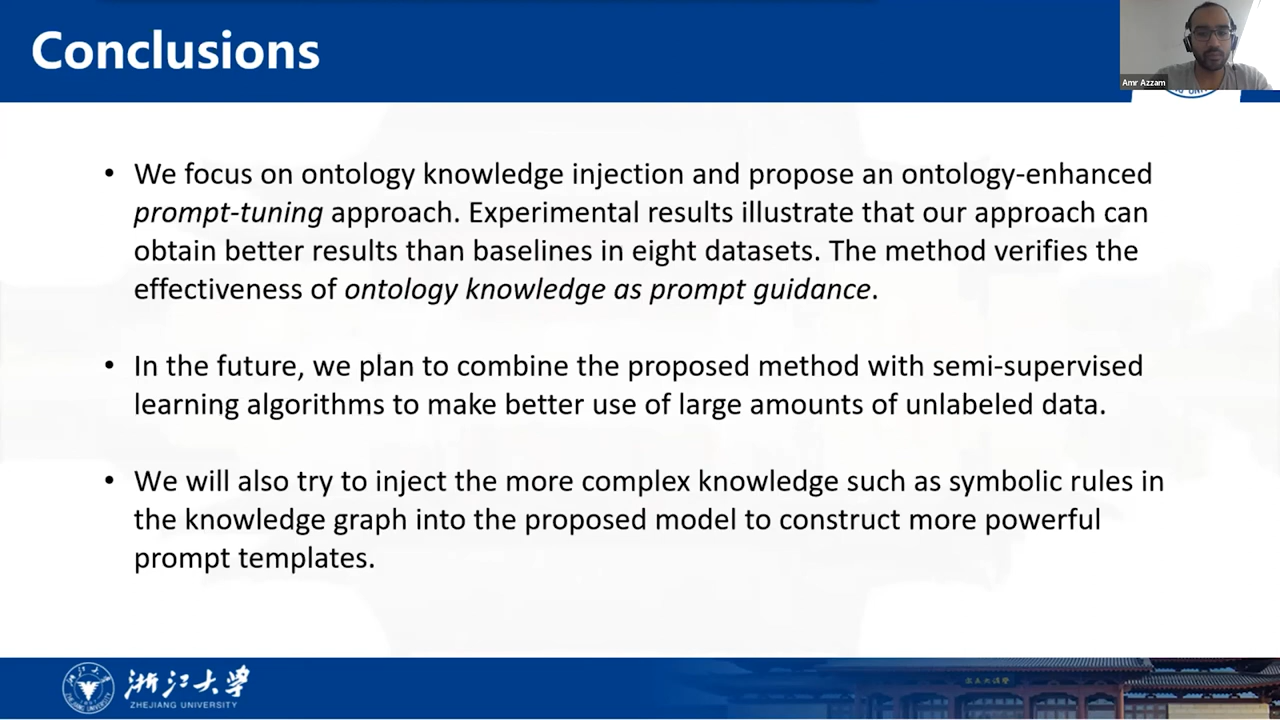 Conclusions
Amr Azzam
• We focus on ontology knowledge injection and propose an ontology-enhanced
prompt-tuning approach. Experimental results illustrate that our approach can
obtain better results than baselines in eight datasets. The method verifies the
effectiveness of ontology knowledge as prompt guidance.
• In the future, we plan to combine the proposed method with semi-supervised
learning algorithms to make better use of large amounts of unlabeled data.
• We will also try to inject the more complex knowledge such as symbolic rules in
the knowledge graph into the proposed model to construct more powerful
prompt templates.
浙江大学
ZHEJIANG UNIVERSITY